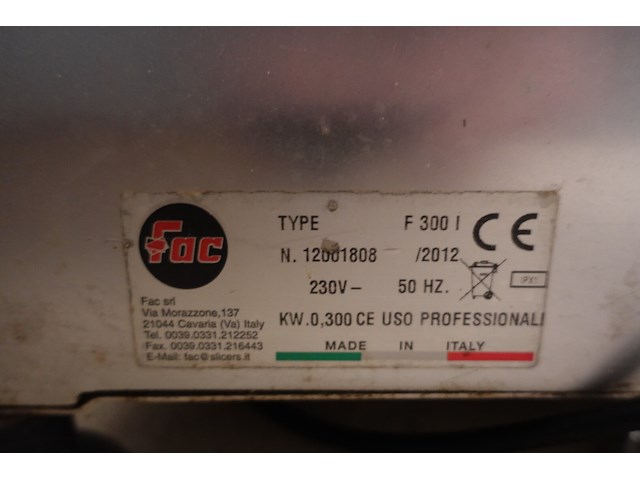 Fac
TYPE F 300 I
N. 12001808 /2012
230V – 50 HZ.
IPX1
KW.0,300 CE USO PROFESSIONALE
MADE IN ITALY
Fac srl
Via Morazzone,137
21044 Cavaria (Va) Italy
Tel. 0039.0331.212252
Fax. 0039.0331.216443
E-Mail: fac@slicers.it
CE